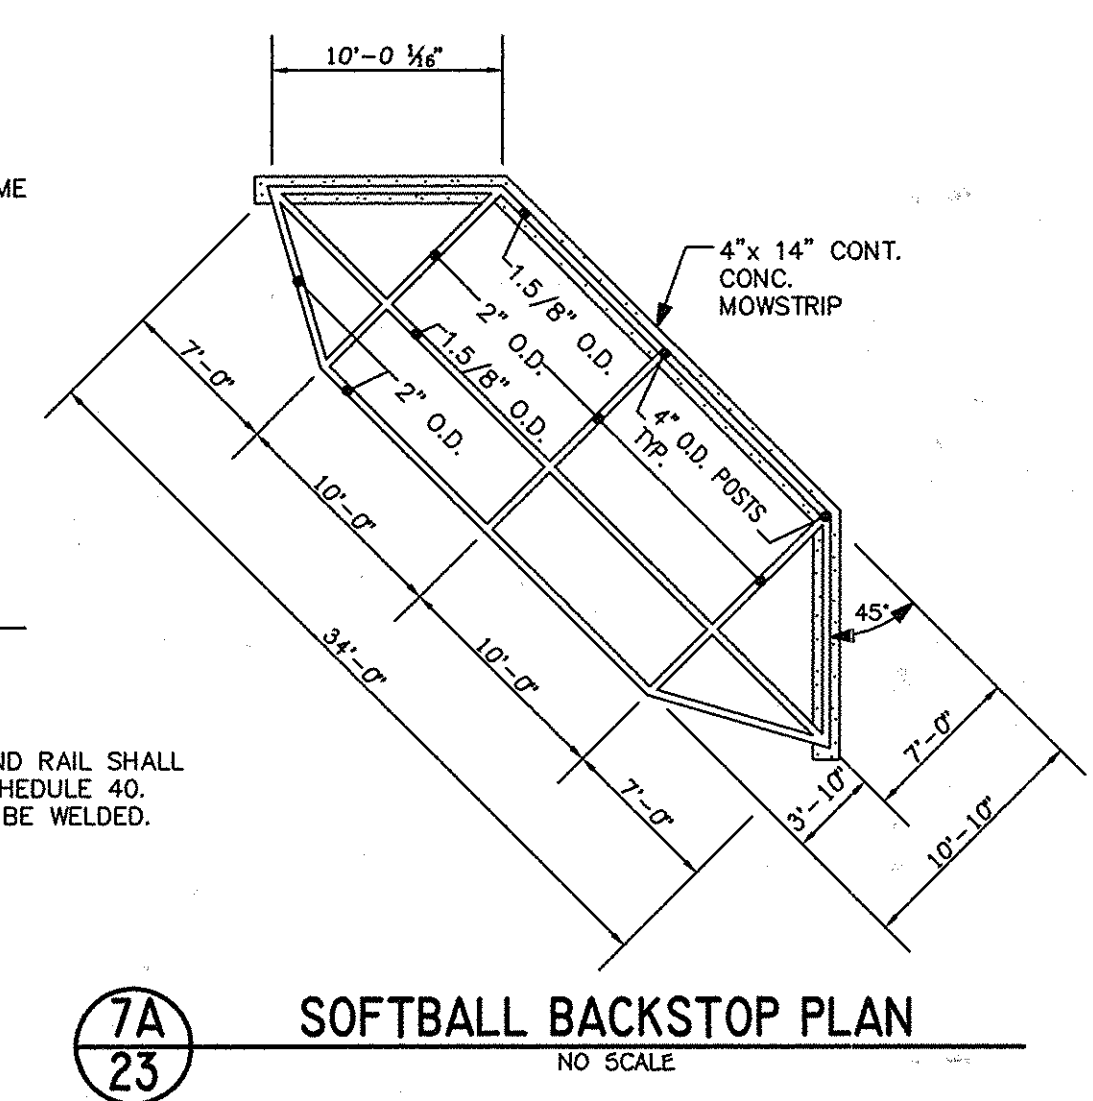 10'-0 1/16"
ME
4"x 14" CONT.
CONC.
MOWSTRIP
1.5/8" O.D.
2" O.D.
1.5/8" O.D.
2" O.D.
4" O.D. POSTS
TYP.
7'-0"
10'-0"
10'-0"
7'-0"
34'-0"
45°
7'-0"
3'-10"
10'-10"
ND RAIL SHALL
HEDULE 40.
BE WELDED.
7A
23
SOFTBALL BACKSTOP PLAN
NO SCALE